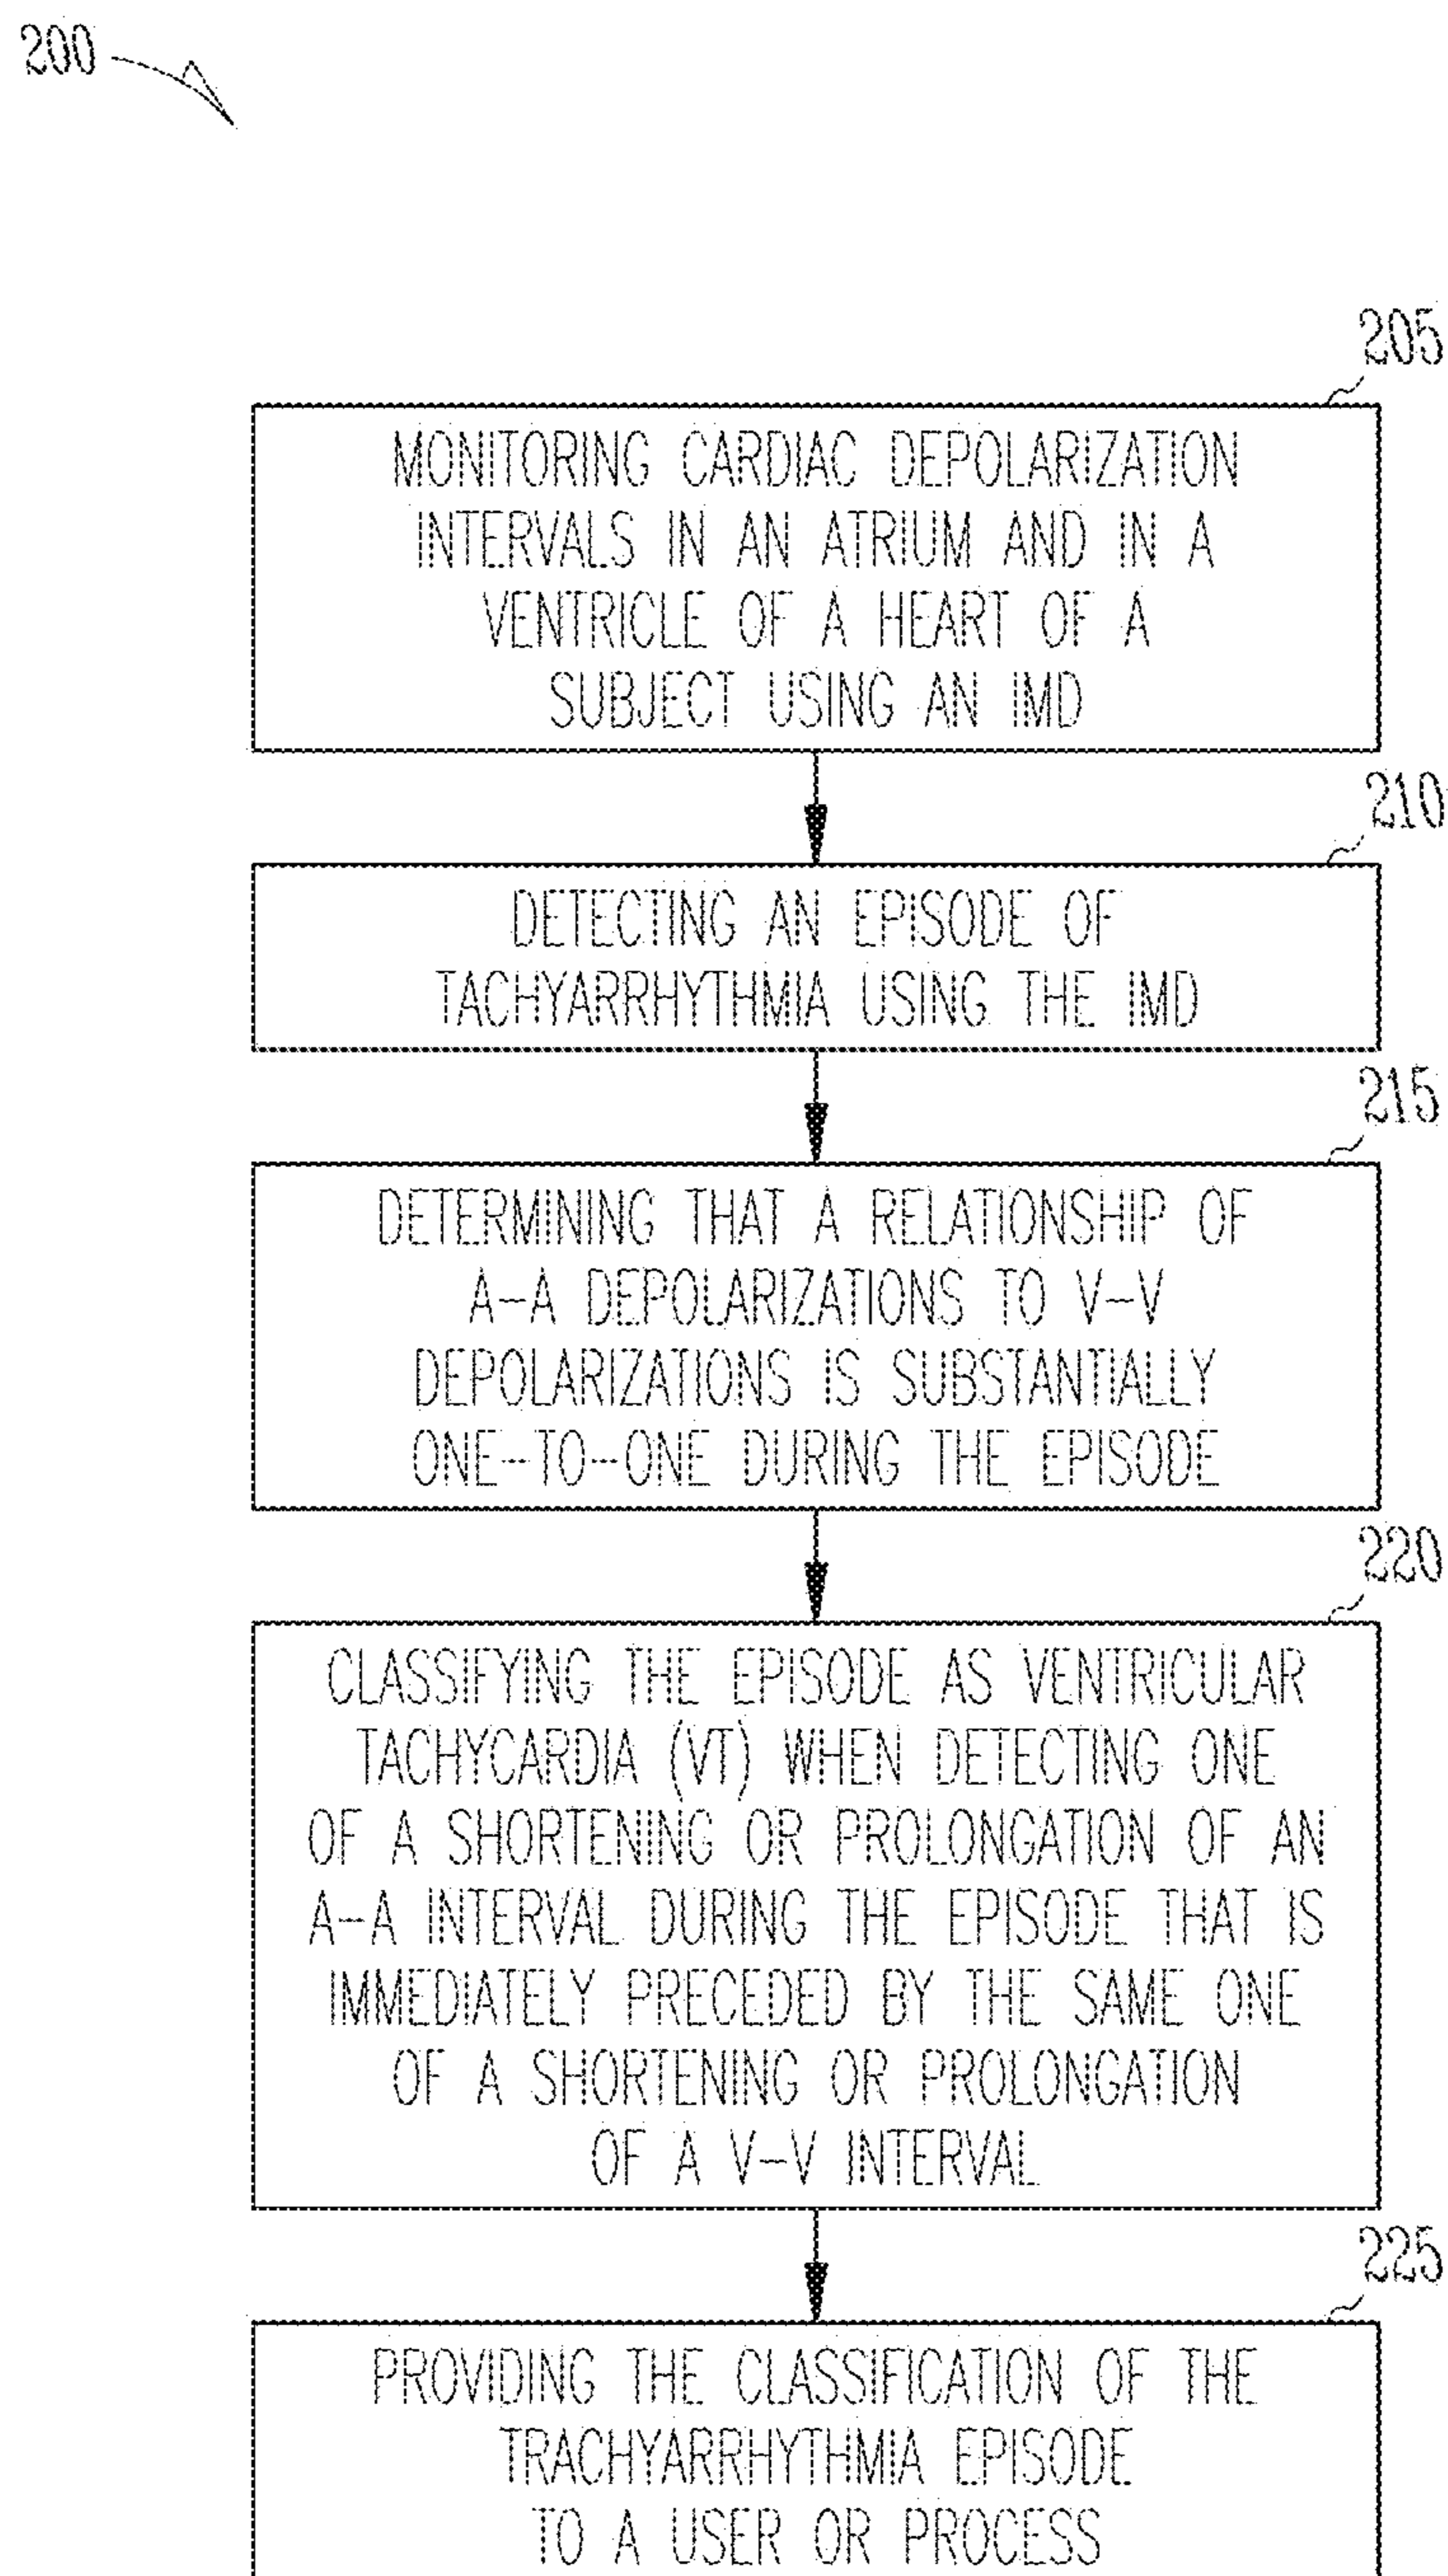 200
205
MONITORING CARDIAC DEPOLARIZATION
INTERVALS IN AN ATRIUM AND IN A
VENTRICLE OF A HEART OF A
SUBJECT USING AN IMD
210
DETECTING AN EPISODE OF
TACHYARRHYTHMIA USING THE IMD
215
DETERMINING THAT A RELATIONSHIP OF
A-A DEPOLARIZATIONS TO V-V
DEPOLARIZATIONS IS SUBSTANTIALLY
ONE-TO-ONE DURING THE EPISODE
220
CLASSIFYING THE EPISODE AS VENTRICULAR
TACHYCARDIA (VT) WHEN DETECTING ONE
OF A SHORTENING OR PROLONGATION OF AN
A-A INTERVAL DURING THE EPISODE THAT IS
IMMEDIATELY PRECEDED BY THE SAME ONE
OF A SHORTENING OR PROLONGATION
OF A V-V INTERVAL
225
PROVIDING THE CLASSIFICATION OF THE
TRACHYARRHYTHMIA EPISODE
TO A USER OR PROCESS